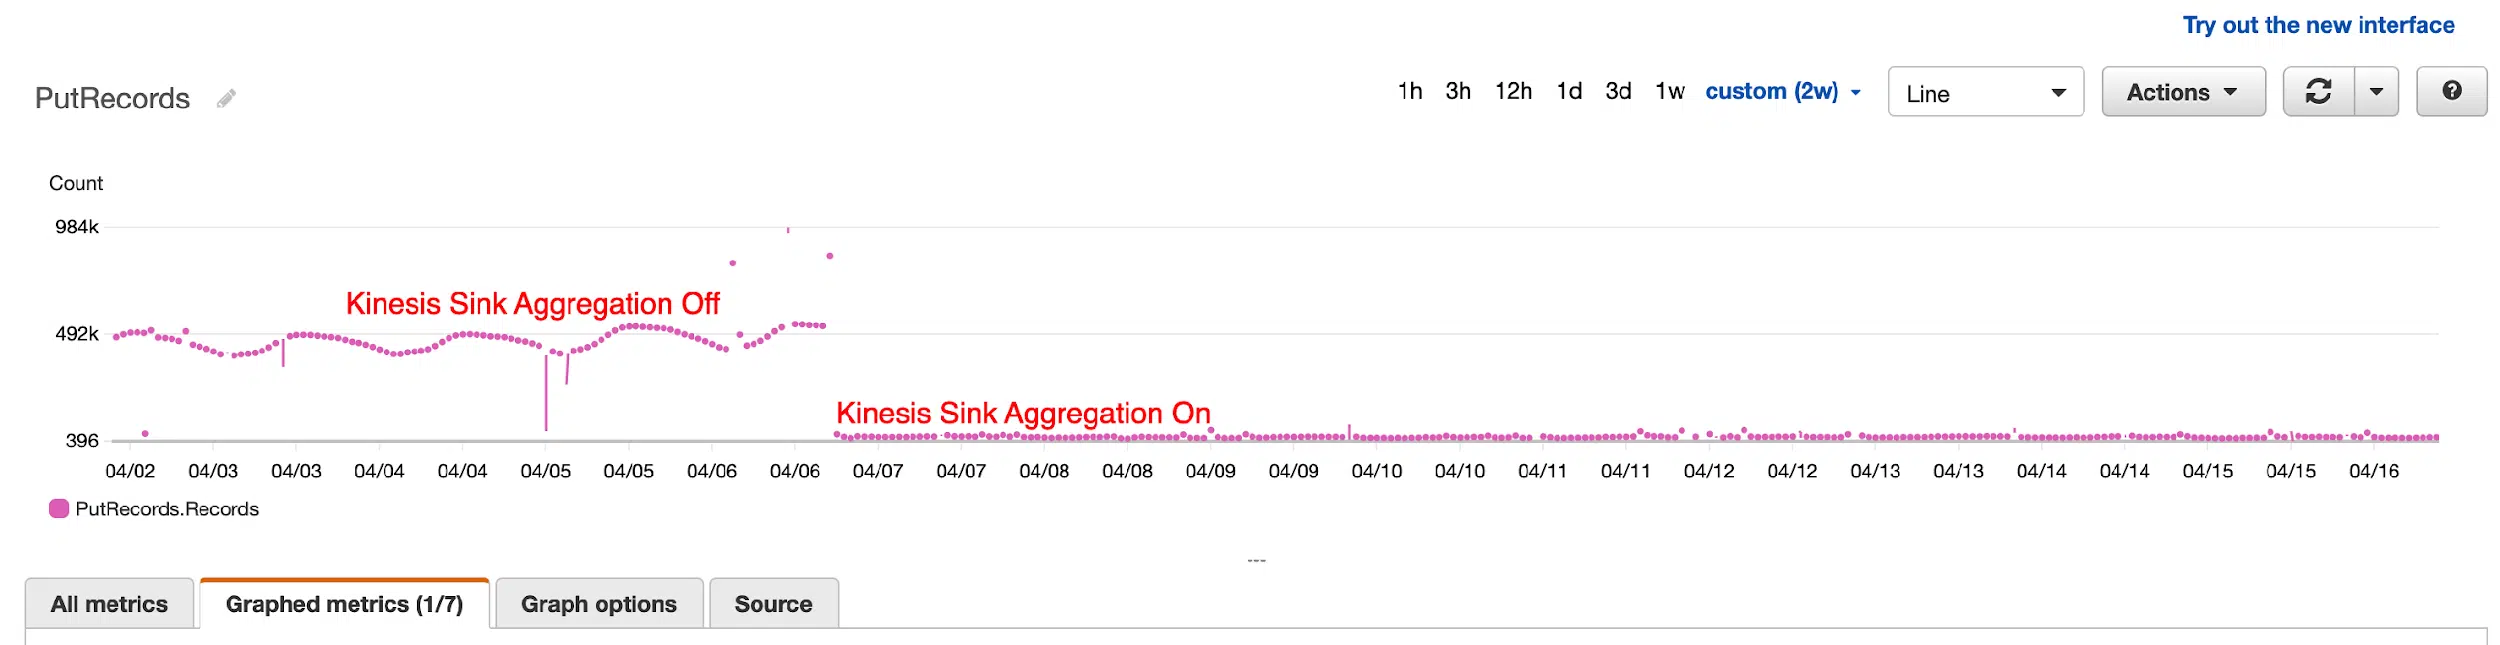 Try out the new interface
PutRecords 1h 3h 12h 1d 3d 1w custom (2w) Line Actions ?
Count
984k
Kinesis Sink Aggregation Off
492k
Kinesis Sink Aggregation On
396
04/02 04/03 04/03 04/04 04/04 04/05 04/05 04/06 04/06 04/07 04/07 04/08 04/08 04/09 04/09 04/10 04/10 04/11 04/11 04/12 04/12 04/13 04/13 04/14 04/14 04/15 04/15 04/16
PutRecords.Records
All metrics Graphed metrics (1/7) Graph options Source